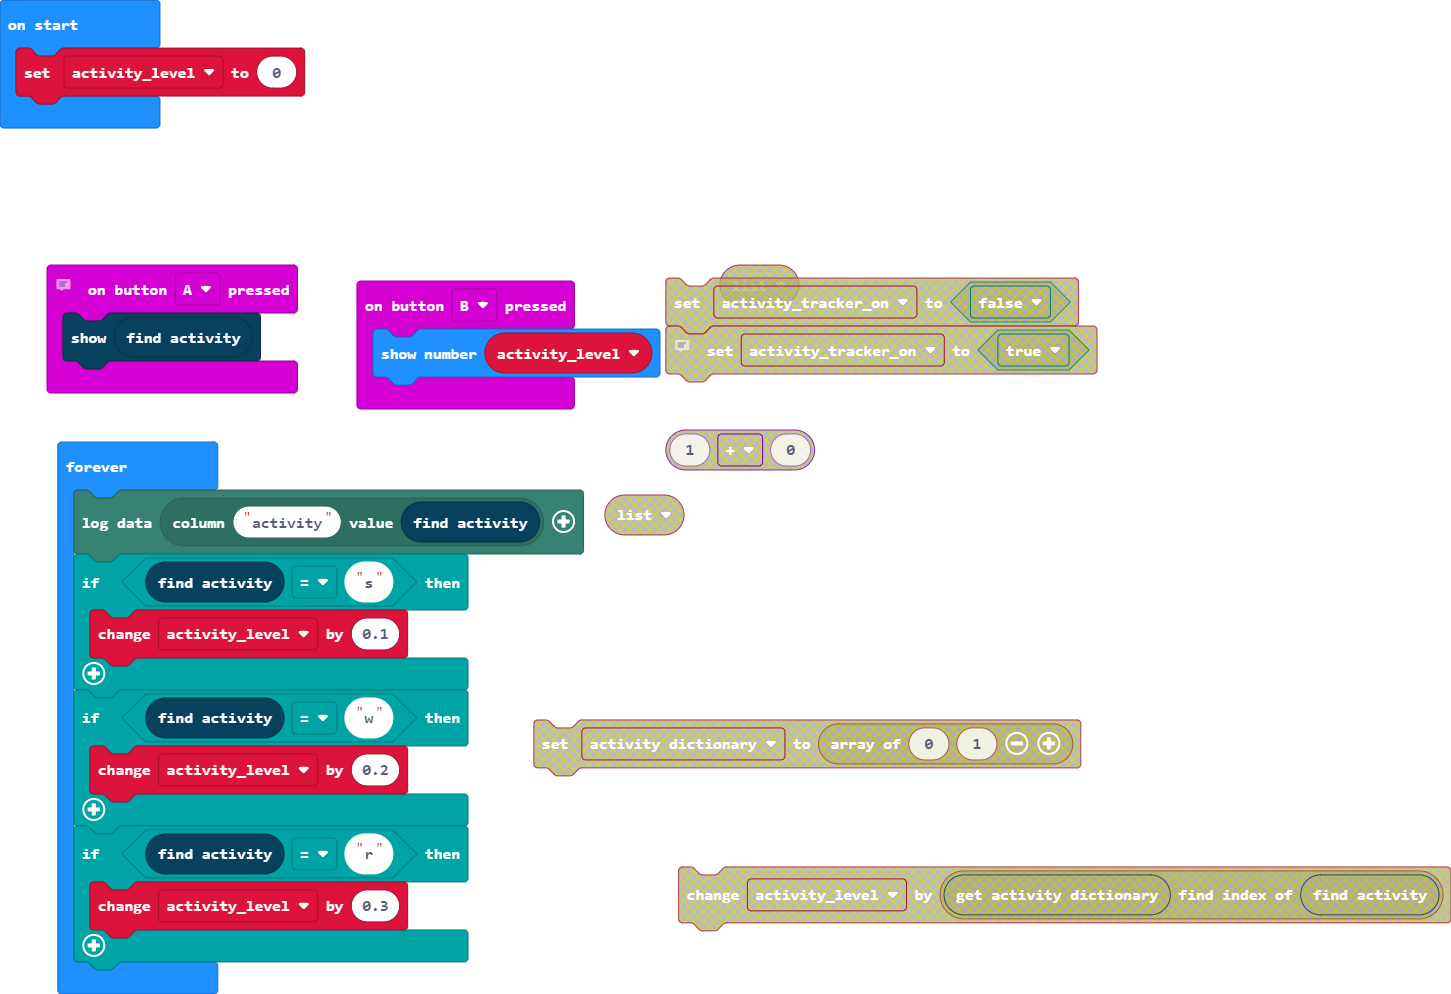 on start
set activity_level to 0
on button A pressed
show find activity
on button B pressed
show number activity_level
list
set activity_tracker_on to false
set activity_tracker_on to true
1 + 0
list
forever
log data column "activity" value find activity
if find activity = "s" then
change activity_level by 0.1
if find activity = "w" then
change activity_level by 0.2
if find activity = "r" then
change activity_level by 0.3
set activity dictionary to array of 0 1
change activity_level by get activity dictionary find index of find activity